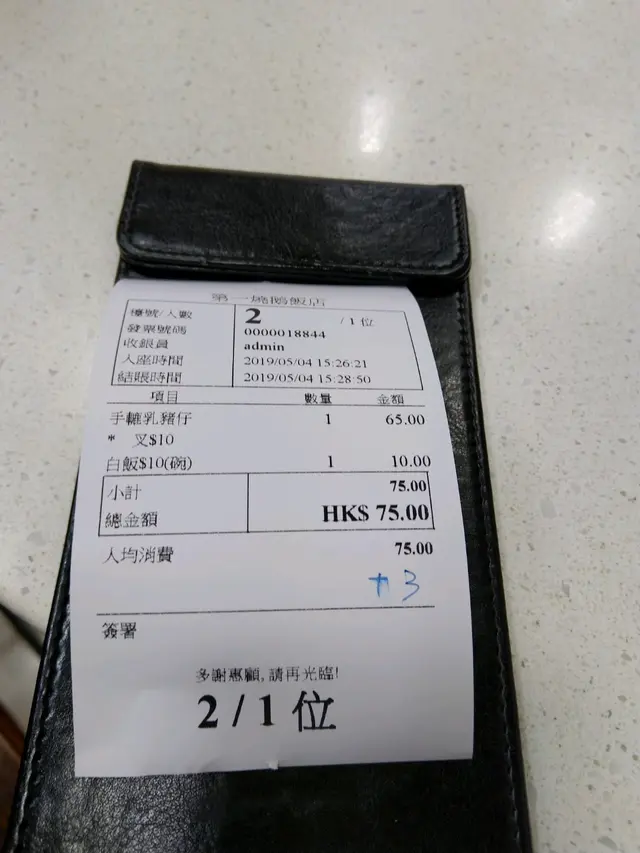 第一燒鵝飯店
檯號/人數 2 / 1 位
發票號碼 0000018844
收銀員 admin
入座時間 2019/05/04 15:26:21
結賬時間 2019/05/04 15:28:50
項目 數量 金額
手轆乳豬仔 1 65.00
* 叉$10
白飯$10(碗) 1 10.00
小計 75.00
總金額 HK$ 75.00
人均消費 75.00
+3
簽署
多謝惠顧,請再光臨!
2 / 1 位